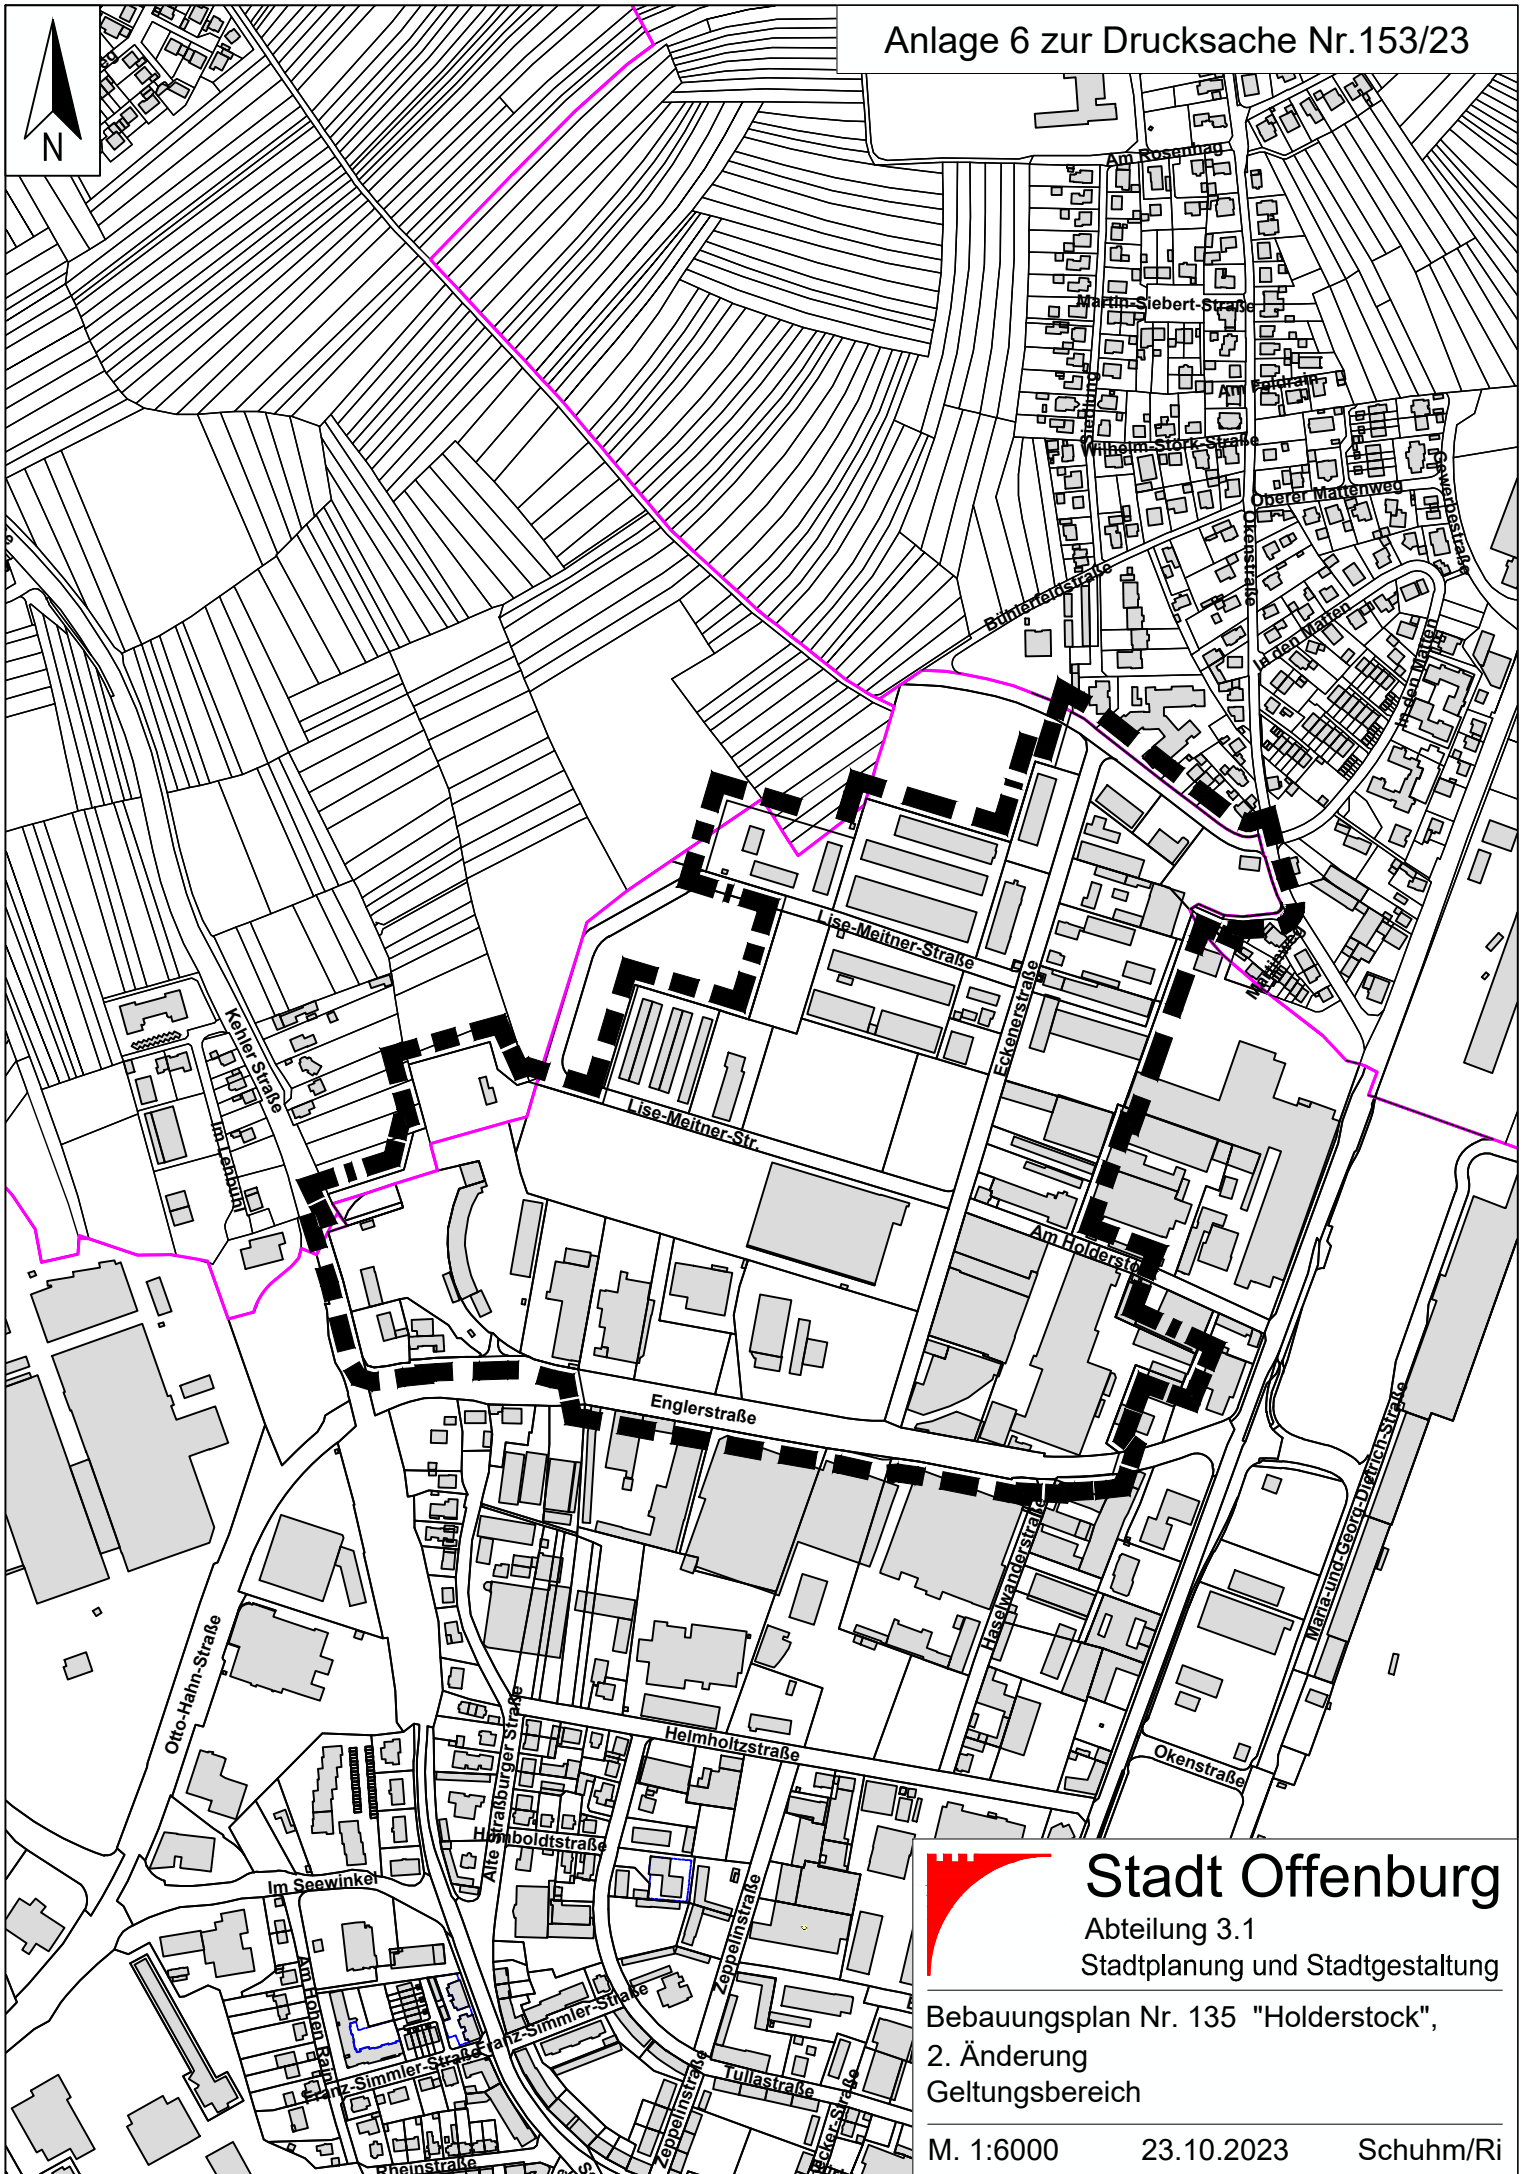 Anlage 6 zur Drucksache Nr.153/23
N
Am Rosenhag
Martin-Siebert-Straße
Am Feldrain
Siedlung
Wilhelm-Stork-Straße
Oberer Mattenweg
Gewerbestraße
Okenstraße
Bühlerfeldstraße
In den Matten
In den Matten
Lise-Meitner-Straße
Mattenweg
Eckenerstraße
Kehler Straße
Im Lehbühl
Lise-Meitner-Str.
Am Holderstock
Englerstraße
Maria-und-Georg-Dietrich-Straße
Haselwanderstraße
Otto-Hahn-Straße
Alte Straßburger Straße
Helmholtzstraße
Okenstraße
Humboldtstraße
Im Seewinkel
Zeppelinstraße
Am Hohen Rain
Franz-Simmler-Straße
Franz-Simmler-Straße
Tullastraße
Zeppelinstraße
ecker-Straße
Rheinstraße
Stadt Offenburg
Abteilung 3.1
Stadtplanung und Stadtgestaltung
Bebauungsplan Nr. 135 "Holderstock",
2. Änderung
Geltungsbereich
M. 1:6000 23.10.2023 Schuhm/Ri